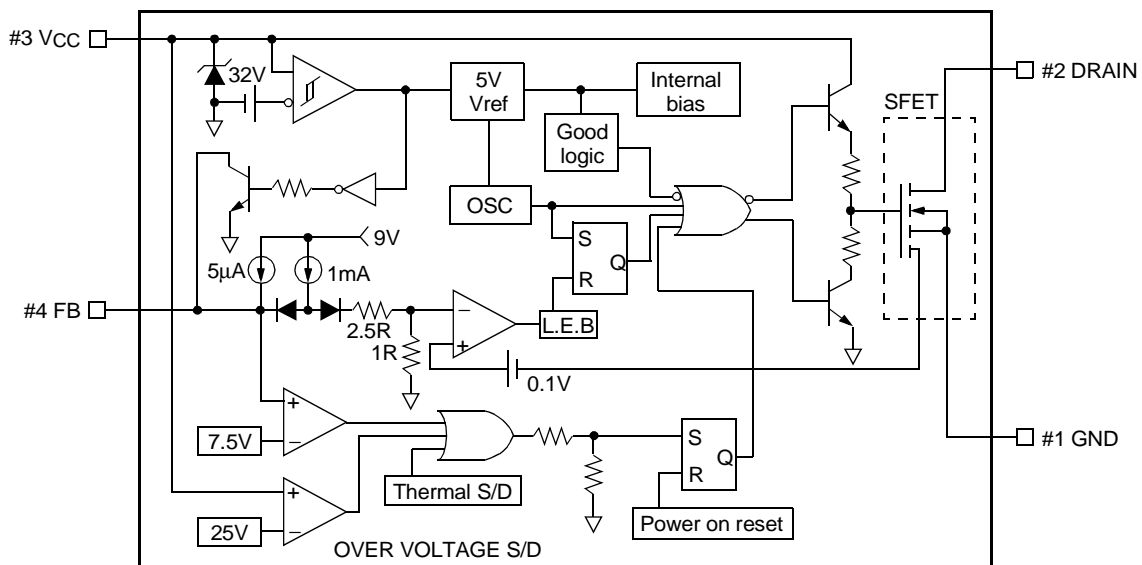 #3 VCC
32V
5V
Vref
Internal
bias
#2 DRAIN
SFET
Good
logic
OSC
9V
S
R
Q
5μA
1mA
#4 FB
2.5R
1R
−
+
L.E.B
0.1V
+
−
7.5V
S
R
Q
#1 GND
Thermal S/D
+
−
25V
Power on reset
OVER VOLTAGE S/D